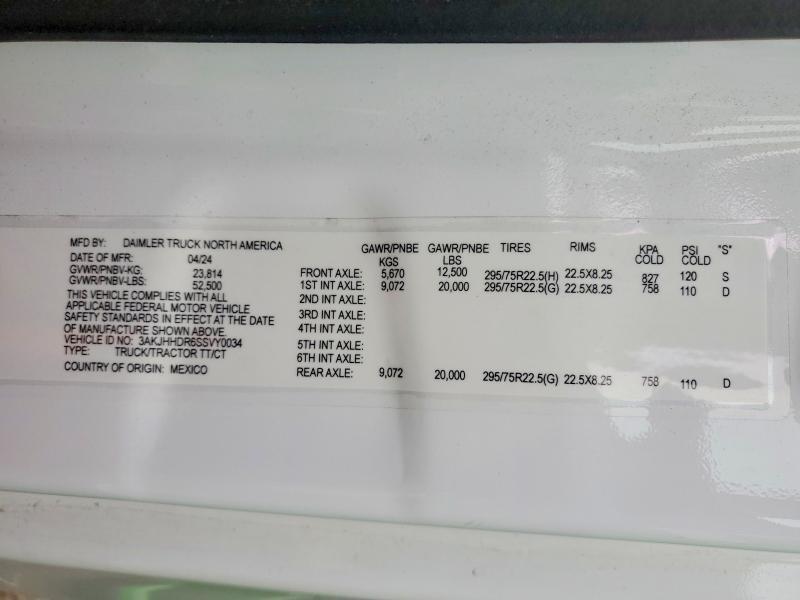 MFD BY: DAIMLER TRUCK NORTH AMERICA
DATE OF MFR: 04/24
GVWR/PNBV-KG: 23,814
GVWR/PNBV-LBS: 52,500
THIS VEHICLE COMPLIES WITH ALL
APPLICABLE FEDERAL MOTOR VEHICLE
SAFETY STANDARDS IN EFFECT AT THE DATE
OF MANUFACTURE SHOWN ABOVE.
VEHICLE ID NO: 3AKJHHDR6SSVY0034
TYPE: TRUCK/TRACTOR TT/CT
COUNTRY OF ORIGIN: MEXICO
GAWR/PNBE GAWR/PNBE TIRES RIMS KPA PSI "S"
KGS LBS COLD COLD
FRONT AXLE: 5,670 12,500 295/75R22.5(H) 22.5X8.25 827 120 S
1ST INT AXLE: 9,072 20,000 295/75R22.5(G) 22.5X8.25 758 110 D
2ND INT AXLE:
3RD INT AXLE:
4TH INT AXLE:
5TH INT AXLE:
6TH INT AXLE:
REAR AXLE: 9,072 20,000 295/75R22.5(G) 22.5X8.25 758 110 D